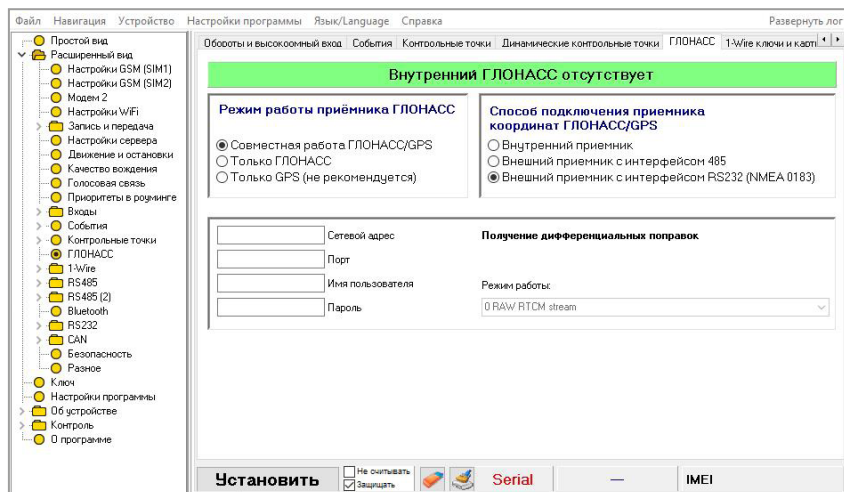 Файл Навигация Устройство Настройки программы Язык/Language Справка Развернуть лог
Простой вид
Расширенный вид
Настройки GSM (SIM1)
Настройки GSM (SIM2)
Модем 2
Настройки WiFi
Запись и передача
Настройки сервера
Движение и остановки
Качество вождения
Голосовая связь
Приоритеты в роуминге
Входы
События
Контрольные точки
ГЛОНАСС
1-Wire
RS485
RS485 (2)
Bluetooth
RS232
CAN
Безопасность
Разное
Ключ
Настройки программы
Об устройстве
Контроль
О программе
Обороты и высокоомный вход События Контрольные точки Динамические контрольные точки ГЛОНАСС 1-Wire ключи и карт
Внутренний ГЛОНАСС отсутствует
Режим работы приёмника ГЛОНАСС
Совместная работа ГЛОНАСС/GPS
Только ГЛОНАСС
Только GPS (не рекомендуется)
Способ подключения приемника
координат ГЛОНАСС/GPS
Внутренний приемник
Внешний приемник с интерфейсом 485
Внешний приемник с интерфейсом RS232 (NMEA 0183)
Сетевой адрес
Порт
Имя пользователя
Пароль
Получение дифференциальных поправок
Режим работы:
0 RAW RTCM stream
Установить
Не считывать
Защищать
Serial
—
IMEI